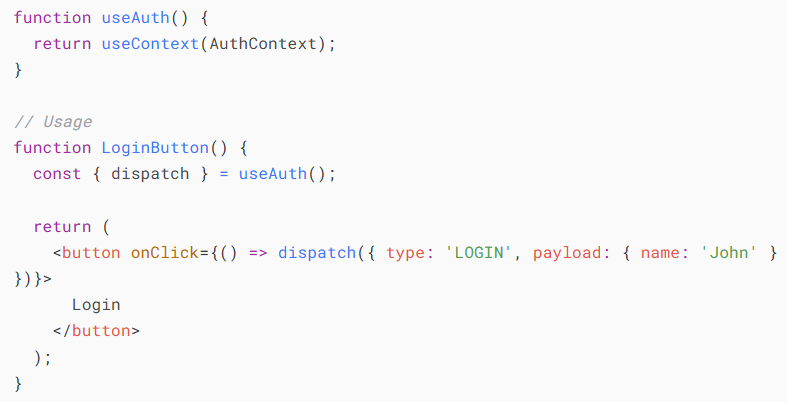 function useAuth() {
  return useContext(AuthContext);
}

// Usage
function LoginButton() {
  const { dispatch } = useAuth();

  return (
    <button onClick={() => dispatch({ type: 'LOGIN', payload: { name: 'John' }
})}>
      Login
    </button>
  );
}